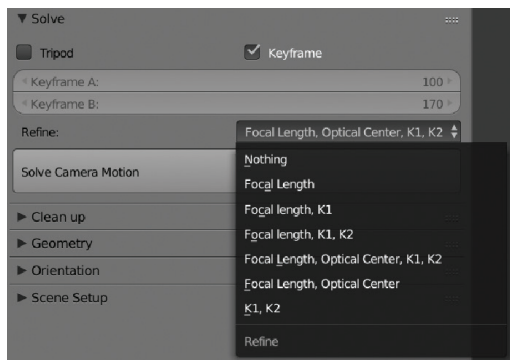 Solve
Tripod
Keyframe
Keyframe A: 100
Keyframe B: 170
Refine: Focal Length, Optical Center, K1, K2
Solve Camera Motion
Nothing
Focal Length
Focal length, K1
Focal length, K1, K2
Focal Length, Optical Center, K1, K2
Focal Length, Optical Center
K1, K2
Refine
Clean up
Geometry
Orientation
Scene Setup